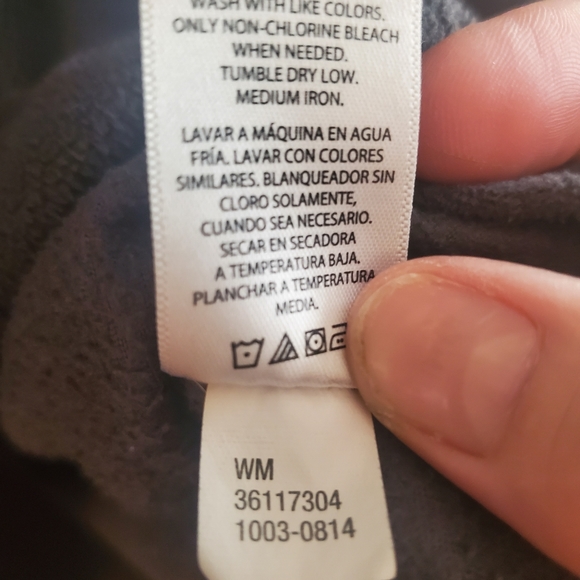 WASH WITH LIKE COLORS.
ONLY NON-CHLORINE BLEACH
WHEN NEEDED.
TUMBLE DRY LOW.
MEDIUM IRON.
LAVAR A MÁQUINA EN AGUA
FRÍA. LAVAR CON COLORES
SIMILARES. BLANQUEADOR SIN
CLORO SOLAMENTE,
CUANDO SEA NECESARIO.
SECAR EN SECADORA
A TEMPERATURA BAJA.
PLANCHAR A TEMPERATURA
MEDIA.
WM
36117304
1003-0814